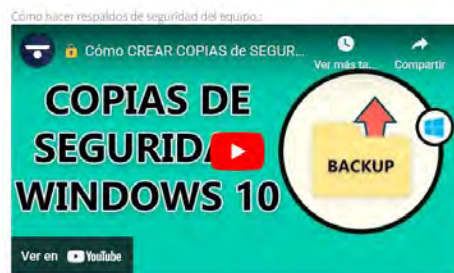 Cómo hacer respaldos de seguridad del equipo.:
Cómo CREAR COPIAS de SEGUR...
Ver más ta...
Compartir
COPIAS DE
SEGURID
WINDOWS 10
BACKUP
Ver en YouTube